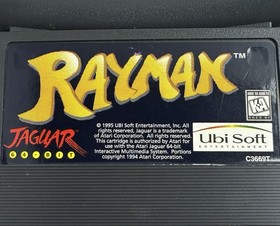 RAYMAN™
K-A
JAGUAR
64-BIT
© 1995 UBI Soft Entertainment, Inc. All
rights reserved, Jaguar is a trademark
of Atari Corporation. All rights reserved.
This cartridge is authorized by Atari for
use with the Atari Jaguar 64-bit
Interactive Multimedia System. Portions
copyright 1994 Atari Corporation.
Ubi Soft
ENTERTAINMENT
C3669T